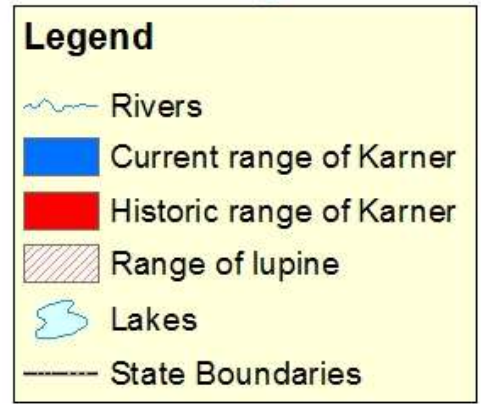 Legend
Rivers
Current range of Karner
Historic range of Karner
Range of lupine
Lakes
State Boundaries